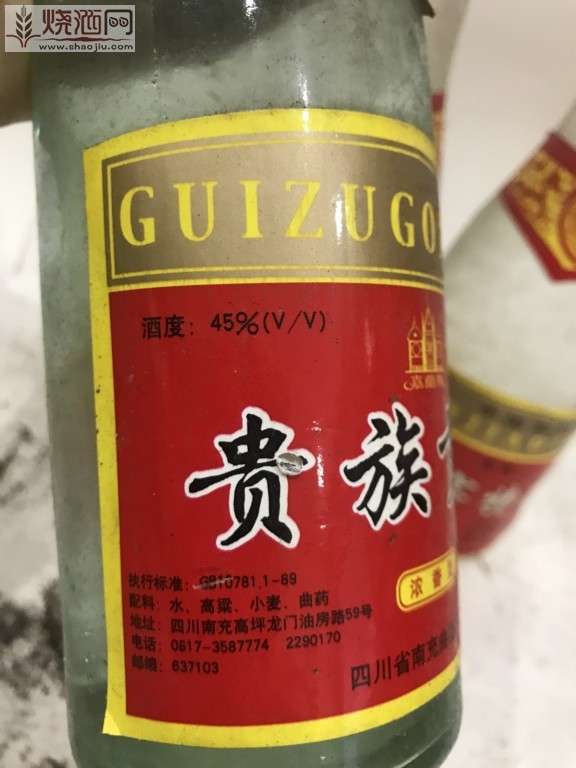 烧酒网
www.shaojiu.com
GUIZUGO
酒度: 45%(V/V)
贵族
执行标准: GB10781.1-89
配料: 水、高粱、小麦、曲药
地址: 四川南充高坪龙门油房路59号
电话: 0817-3587774 2290170
邮编: 637103
浓香
四川省南充
GUIZUGO